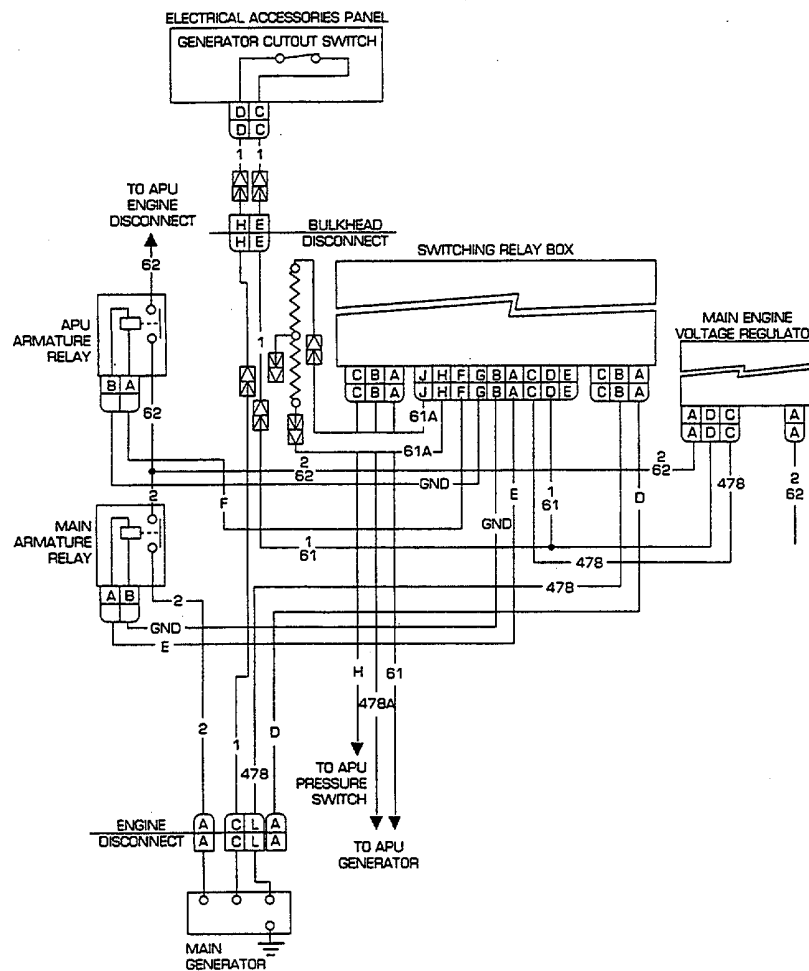 ELECTRICAL ACCESSORIES PANEL
GENERATOR CUTOUT SWITCH
D C
D C
1 1
TO APU
ENGINE
DISCONNECT
H E
H E
BULKHEAD
DISCONNECT
62
SWITCHING RELAY BOX
MAIN ENGINE
VOLTAGE REGULATO
APU
ARMATURE
RELAY
1
C B A J H F G B A C D E C B A
C B A J H F G B A C D E C B A
B A
62
61A
A D C A
A D C A
61A
2
62
2
62
GND
478
2
62
2
F
E
GND
1
61
D
MAIN
ARMATURE
RELAY
1
61
478
478
A B
2
GND
E
H
61
478A
2
1
D
478
TO APU
PRESSURE
SWITCH
ENGINE
DISCONNECT
A C L A
A C L A
TO APU
GENERATOR
MAIN
GENERATOR